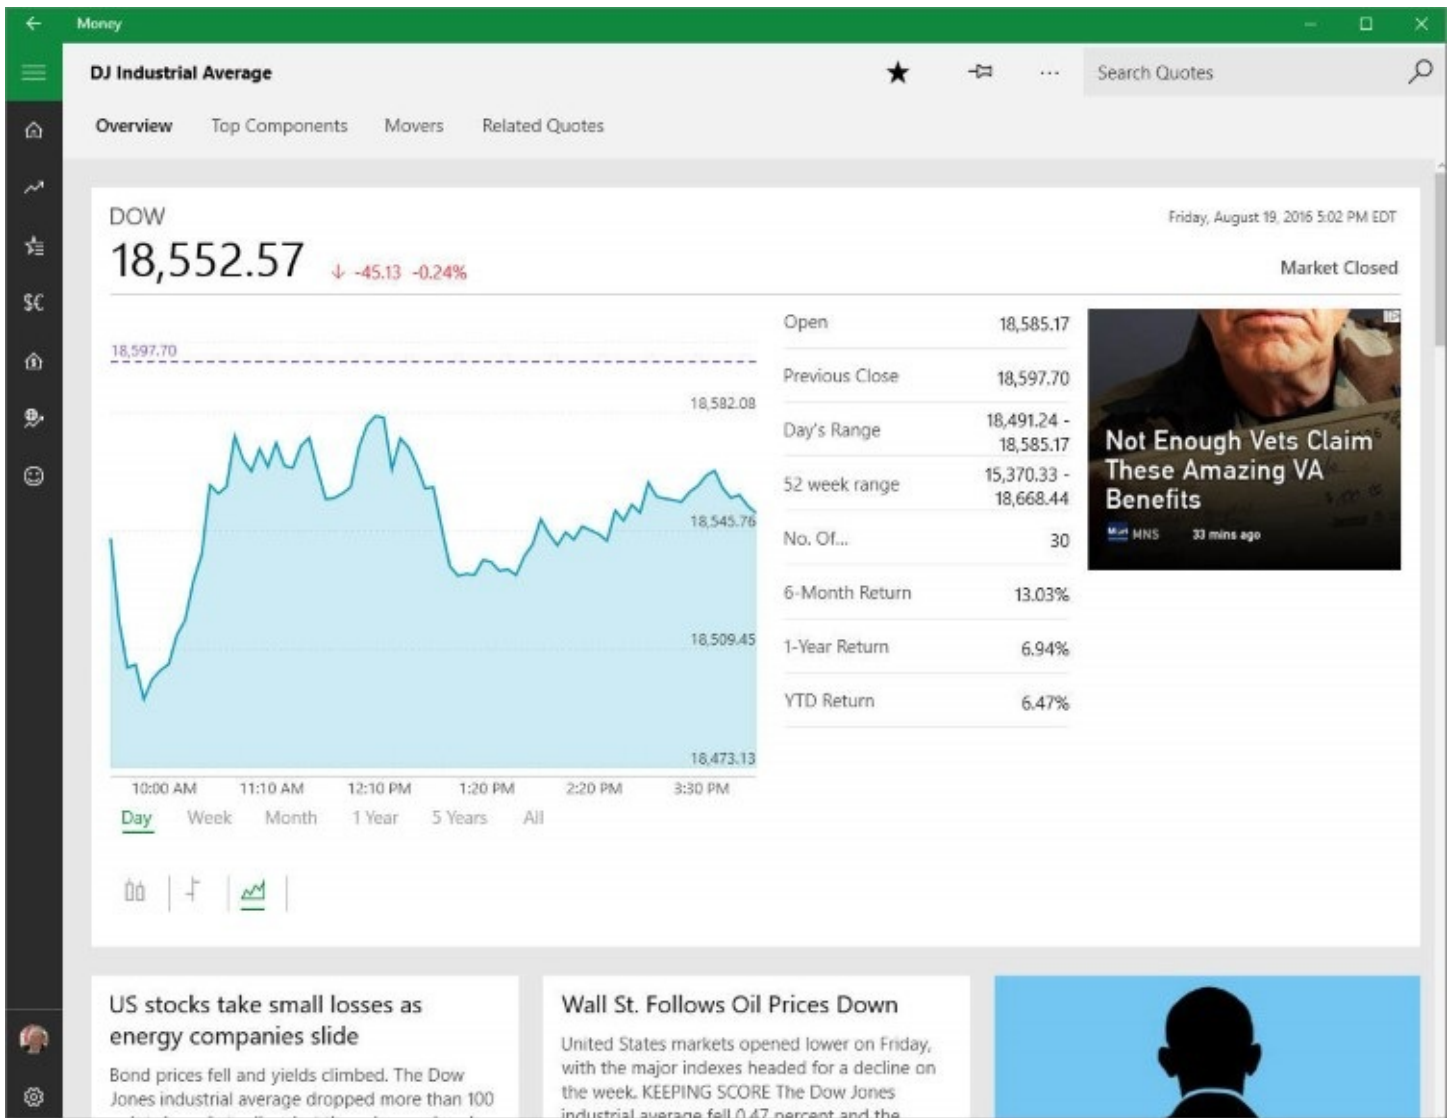 Money
DJ Industrial Average
Search Quotes
Overview Top Components Movers Related Quotes
DOW
Friday, August 19, 2016 5:02 PM EDT
18,552.57 -45.13 -0.24%
Market Closed
18,597.70
18,582.08
18,545.76
18,509.45
18,473.13
10:00 AM 11:10 AM 12:10 PM 1:20 PM 2:20 PM 3:30 PM
Day Week Month 1 Year 5 Years All
Open 18,585.17
Previous Close 18,597.70
Day's Range 18,491.24 -
18,585.17
52 week range 15,370.33 -
18,668.44
No. Of... 30
6-Month Return 13.03%
1-Year Return 6.94%
YTD Return 6.47%
Not Enough Vets Claim
These Amazing VA
Benefits
MNS 33 mins ago
$€
US stocks take small losses as
energy companies slide
Bond prices fell and yields climbed. The Dow
Jones industrial average dropped more than 100
Wall St. Follows Oil Prices Down
United States markets opened lower on Friday,
with the major indexes headed for a decline on
the week. KEEPING SCORE The Dow Jones
industrial average fell 0.47 percent and the